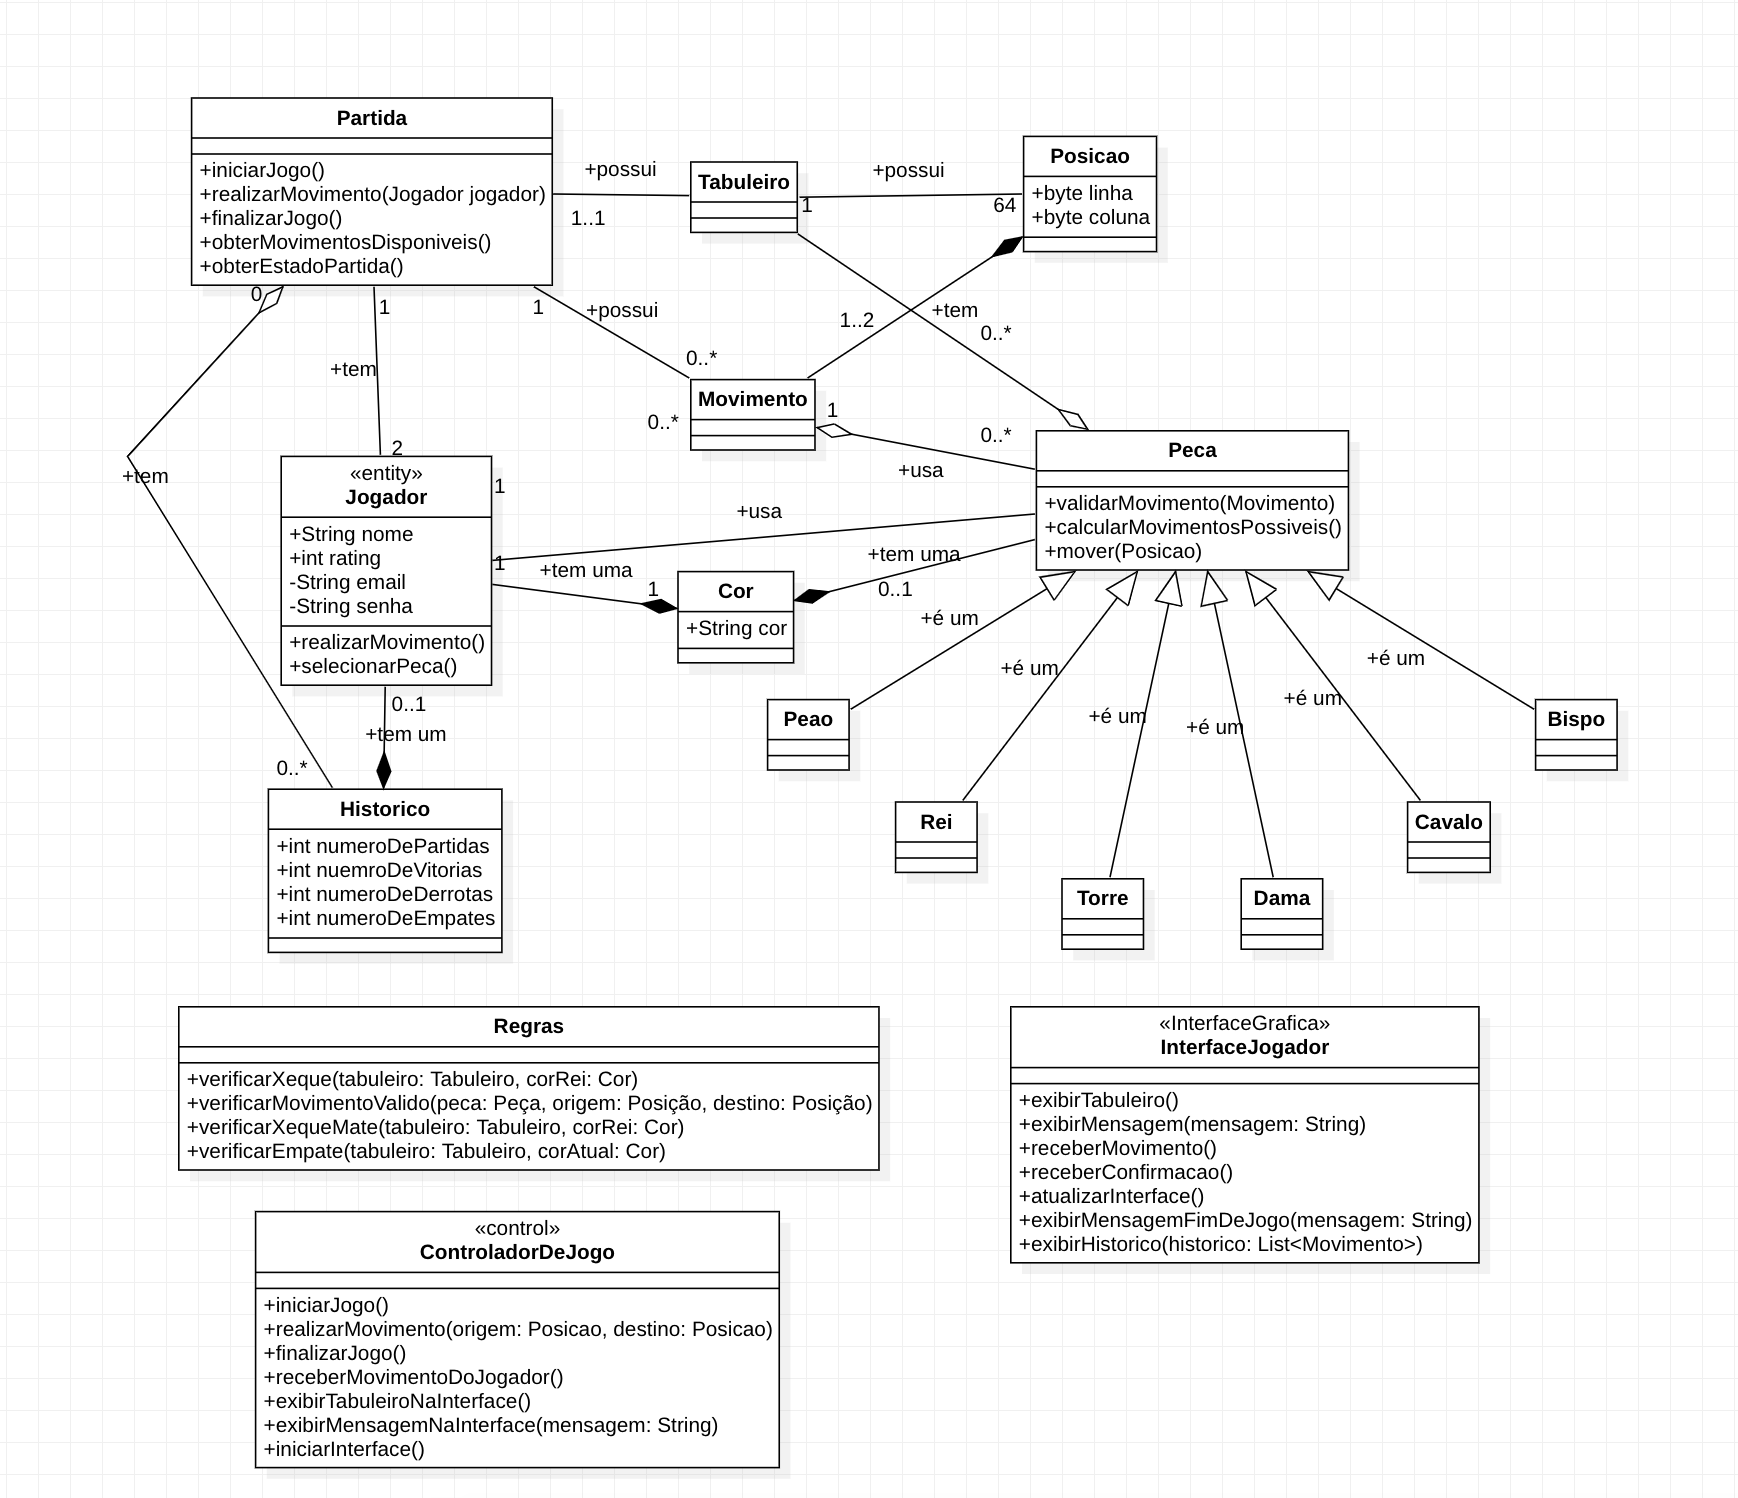 Partida
+iniciarJogo()
+realizarMovimento(Jogador jogador)
+finalizarJogo()
+obterMovimentosDisponiveis()
+obterEstadoPartida()
+possui
1..1
Tabuleiro
+possui
1
64
Posicao
+byte linha
+byte coluna
0
1
1
+possui
0..*
1..2
+tem
0..*
+tem
+tem
2
Movimento
0..*
1
0..*
+usa
Peca
+validarMovimento(Movimento)
+calcularMovimentosPossiveis()
+mover(Posicao)
«entity»
Jogador
+String nome
+int rating
-String email
-String senha
+realizarMovimento()
+selecionarPeca()
1
+usa
1
+tem uma
1
Cor
+String cor
+tem uma
0..1
+é um
+é um
+é um
+é um
+é um
+é um
Peao
Rei
Torre
Dama
Cavalo
Bispo
0..1
+tem um
0..*
Historico
+int numeroDePartidas
+int nuemroDeVitorias
+int numeroDeDerrotas
+int numeroDeEmpates
Regras
+verificarXeque(tabuleiro: Tabuleiro, corRei: Cor)
+verificarMovimentoValido(peca: Peça, origem: Posição, destino: Posição)
+verificarXequeMate(tabuleiro: Tabuleiro, corRei: Cor)
+verificarEmpate(tabuleiro: Tabuleiro, corAtual: Cor)
«InterfaceGrafica»
InterfaceJogador
+exibirTabuleiro()
+exibirMensagem(mensagem: String)
+receberMovimento()
+receberConfirmacao()
+atualizarInterface()
+exibirMensagemFimDeJogo(mensagem: String)
+exibirHistorico(historico: List<Movimento>)
«control»
ControladorDeJogo
+iniciarJogo()
+realizarMovimento(origem: Posicao, destino: Posicao)
+finalizarJogo()
+receberMovimentoDoJogador()
+exibirTabuleiroNaInterface()
+exibirMensagemNaInterface(mensagem: String)
+iniciarInterface()